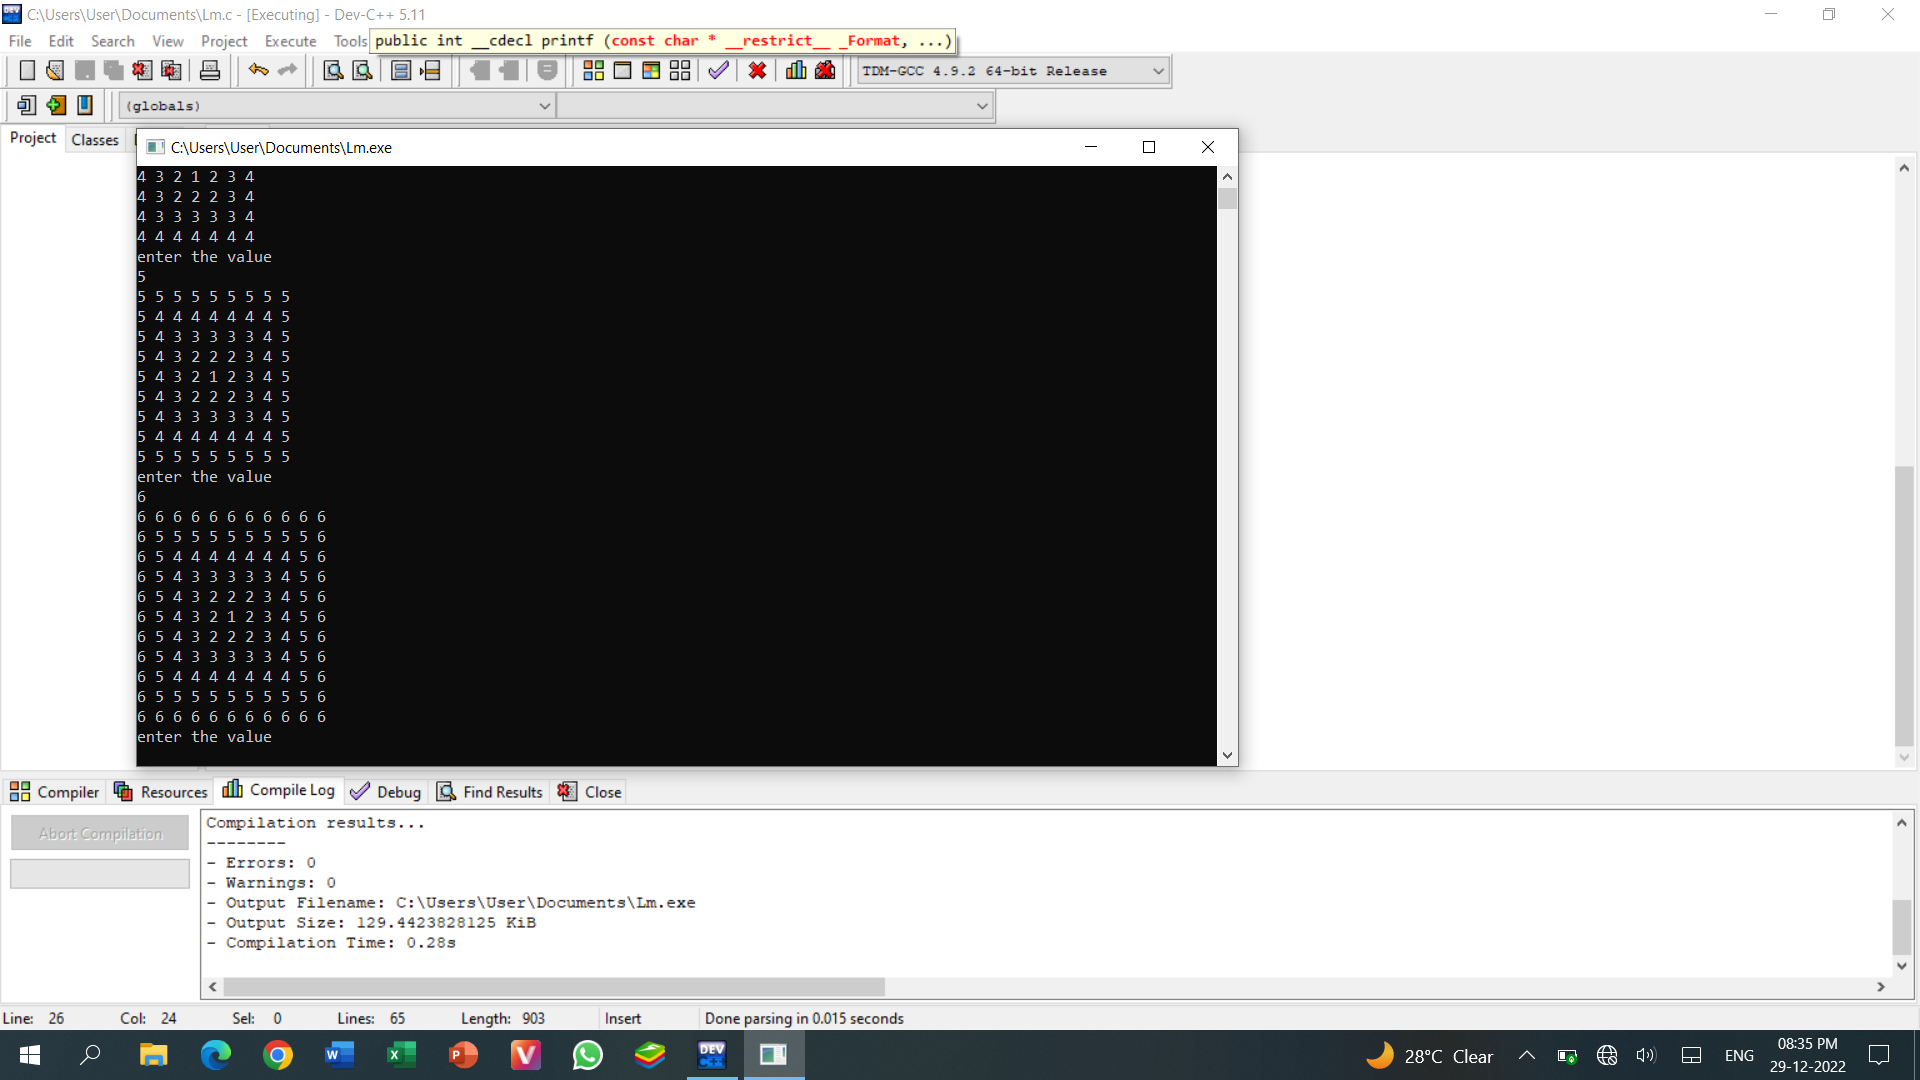 C:\Users\User\Documents\Lm.c - [Executing] - Dev-C++ 5.11
File Edit Search View Project Execute Tools
public int __cdecl printf (const char * __restrict__ _Format, ...)
TDM-GCC 4.9.2 64-bit Release
(globals)
Project Classes
C:\Users\User\Documents\Lm.exe
4 3 2 1 2 3 4
4 3 2 2 2 3 4
4 3 3 3 3 3 4
4 4 4 4 4 4 4
enter the value
5
5 5 5 5 5 5 5 5 5
5 4 4 4 4 4 4 4 5
5 4 3 3 3 3 3 4 5
5 4 3 2 2 2 3 4 5
5 4 3 2 1 2 3 4 5
5 4 3 2 2 2 3 4 5
5 4 3 3 3 3 3 4 5
5 4 4 4 4 4 4 4 5
5 5 5 5 5 5 5 5 5
enter the value
6
6 6 6 6 6 6 6 6 6 6 6
6 5 5 5 5 5 5 5 5 5 6
6 5 4 4 4 4 4 4 4 5 6
6 5 4 3 3 3 3 3 4 5 6
6 5 4 3 2 2 2 3 4 5 6
6 5 4 3 2 1 2 3 4 5 6
6 5 4 3 2 2 2 3 4 5 6
6 5 4 3 3 3 3 3 4 5 6
6 5 4 4 4 4 4 4 4 5 6
6 5 5 5 5 5 5 5 5 5 6
6 6 6 6 6 6 6 6 6 6 6
enter the value
Compiler Resources Compile Log Debug Find Results Close
Abort Compilation
Compilation results...
--------
- Errors: 0
- Warnings: 0
- Output Filename: C:\Users\User\Documents\Lm.exe
- Output Size: 129.4423828125 KiB
- Compilation Time: 0.28s
Line: 26 Col: 24 Sel: 0 Lines: 65 Length: 903 Insert Done parsing in 0.015 seconds
28°C Clear ENG 08:35 PM
29-12-2022